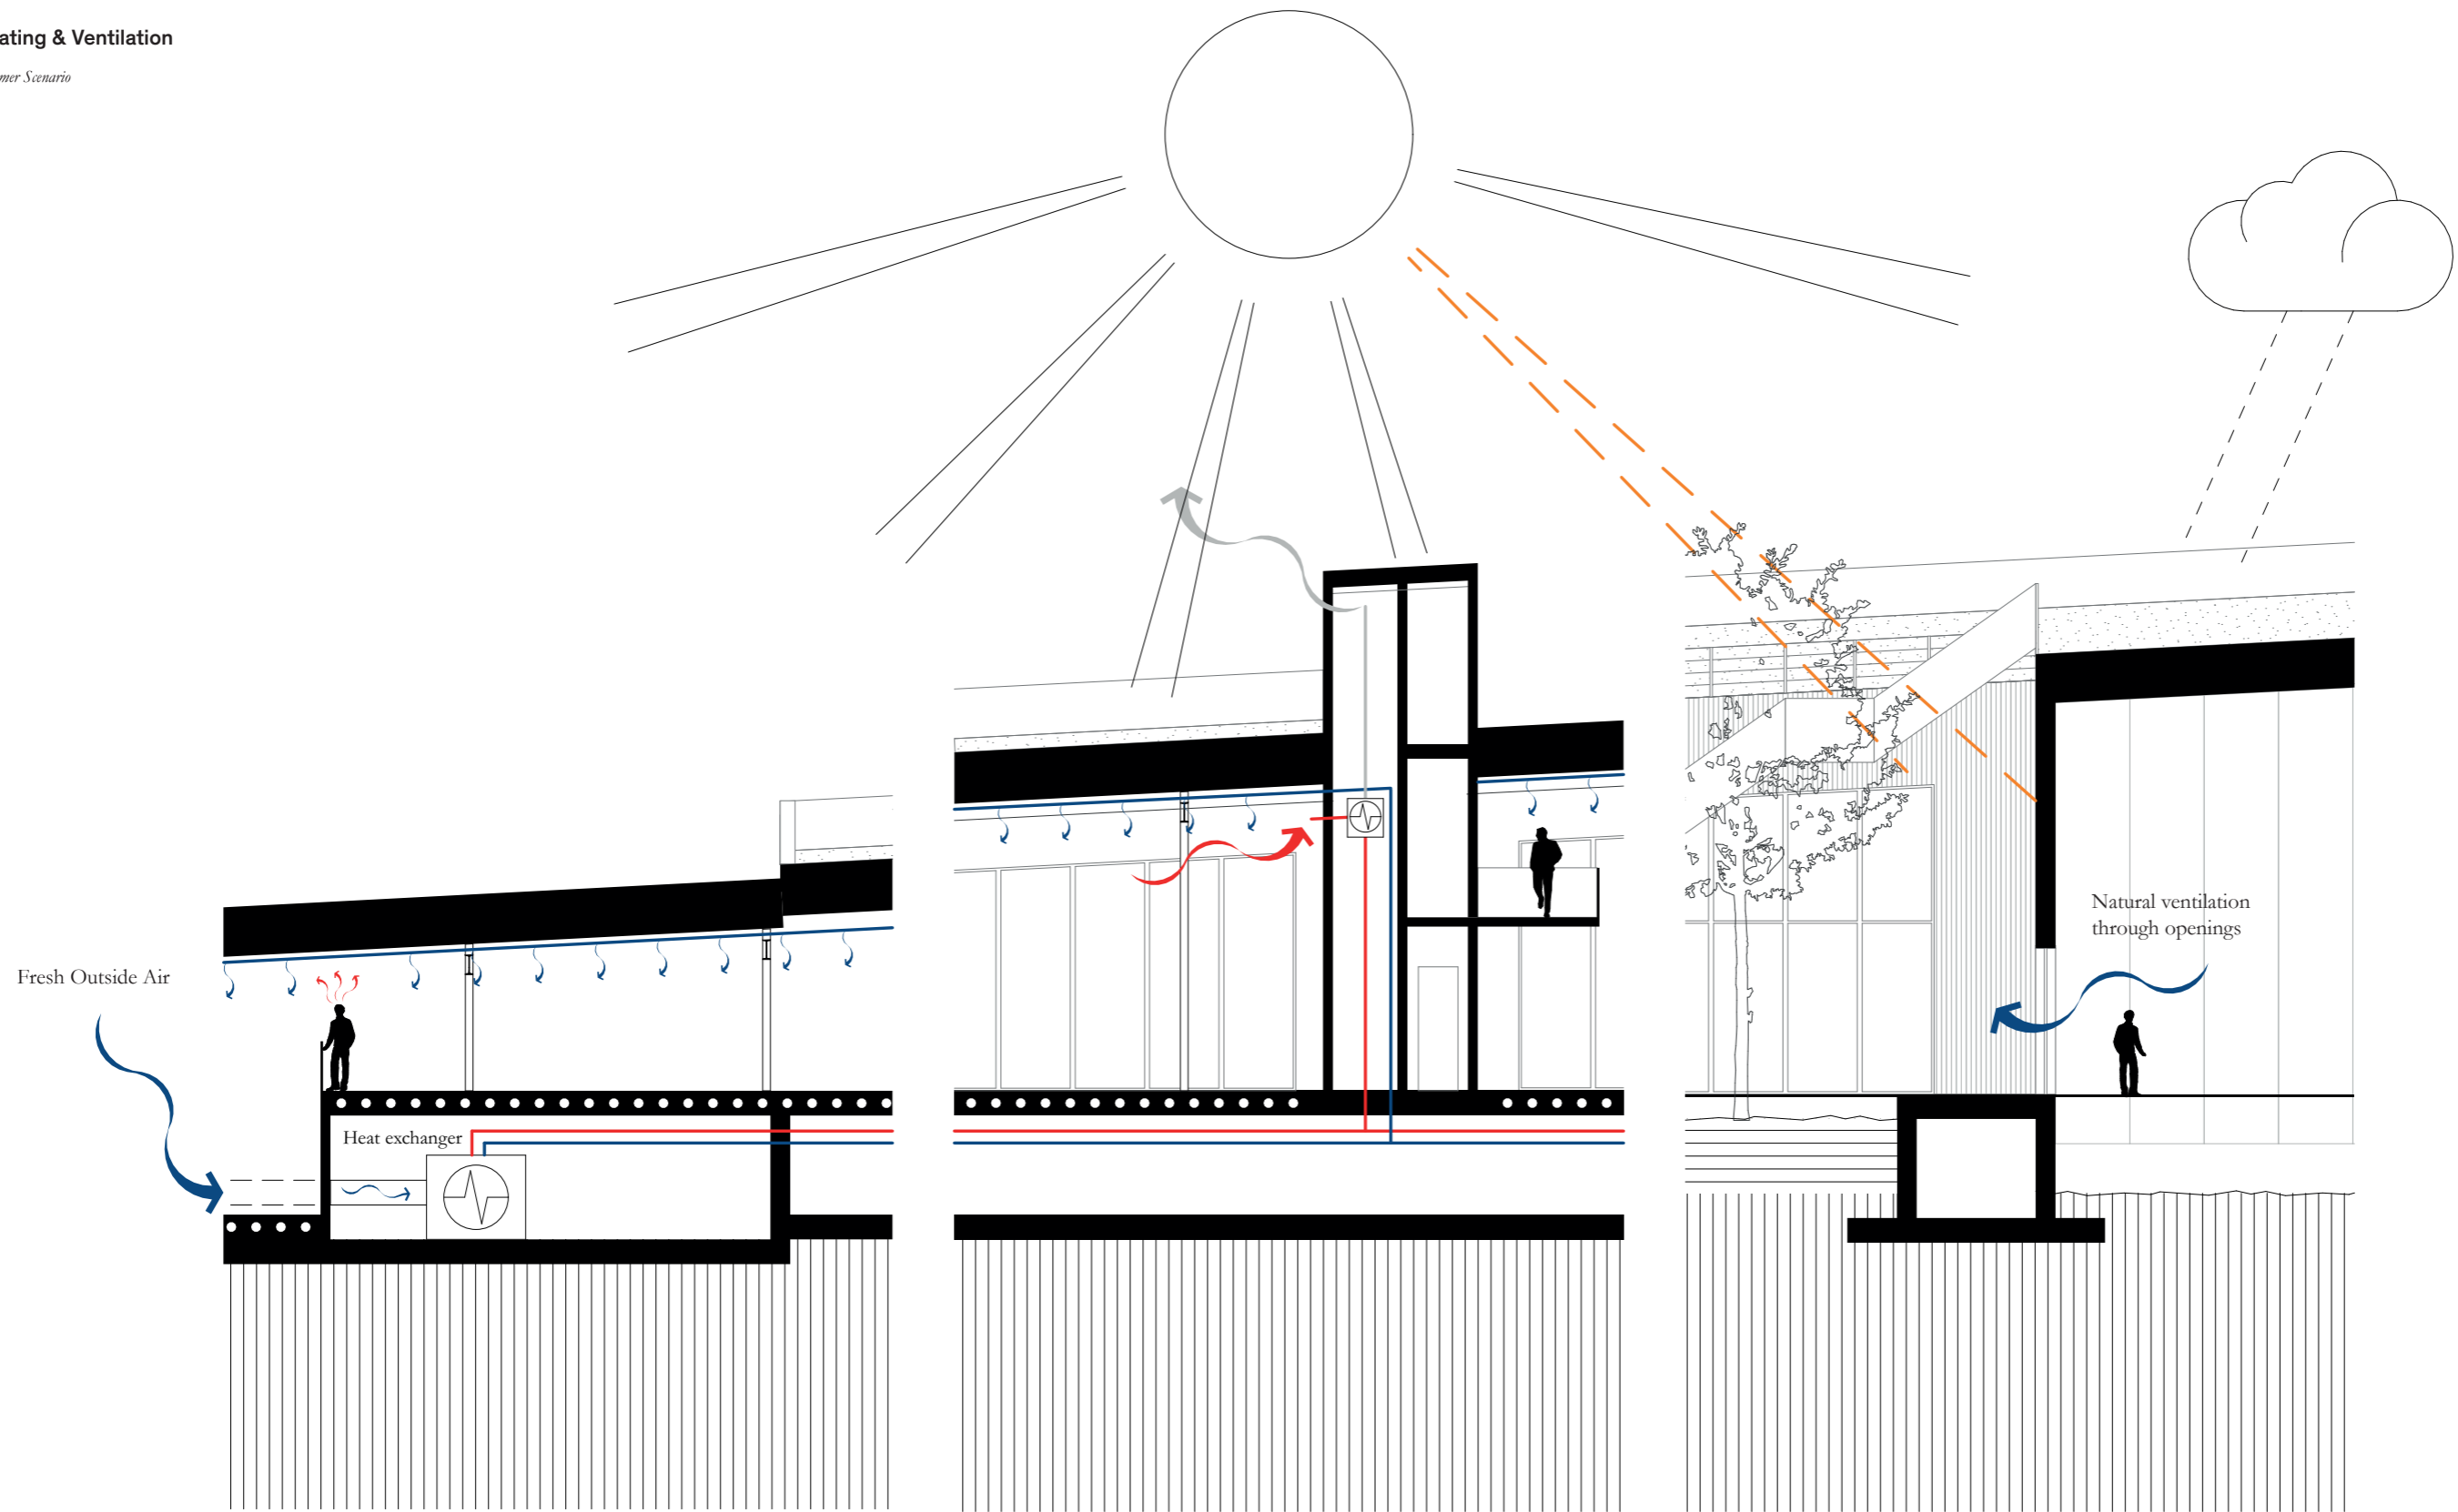 ating & Ventilation
mer Scenario
Fresh Outside Air
Heat exchanger
Natural ventilation
through openings